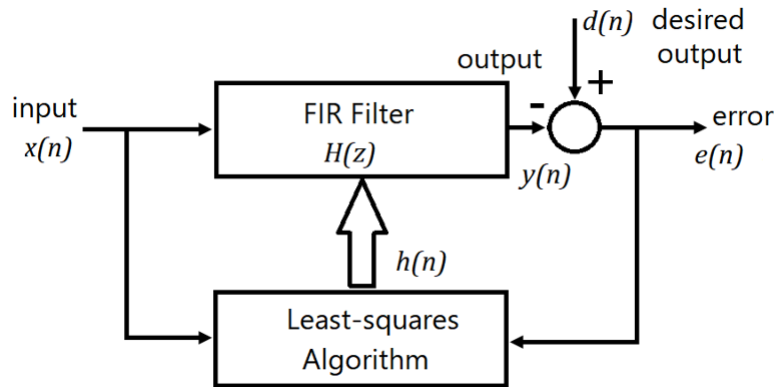 d(n) desired
output
output
- +
input
x(n)
FIR Filter
H(z)
y(n)
error
e(n)
h(n)
Least-squares
Algorithm